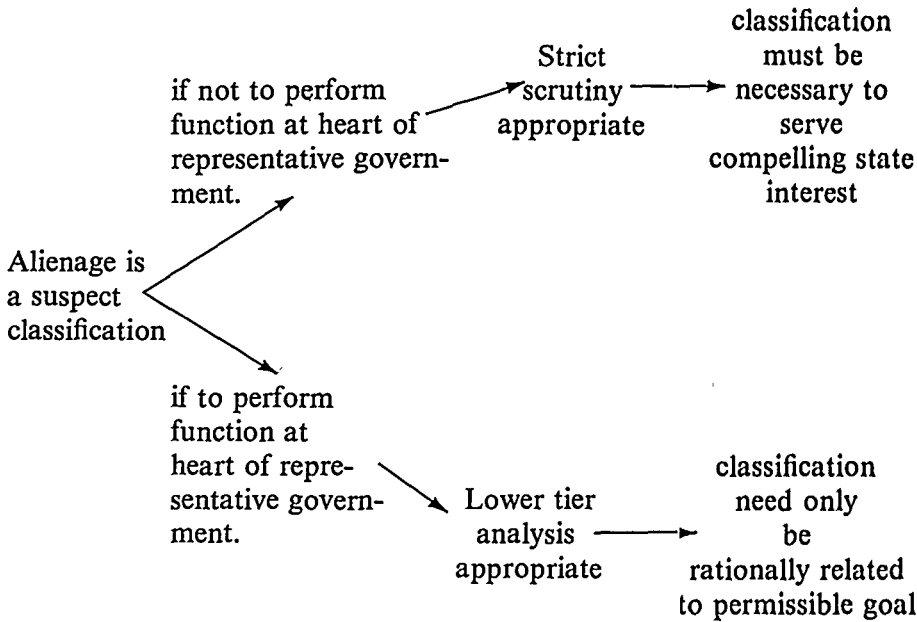 Alienage is
a suspect
classification
if not to perform
function at heart of
representative govern-
ment.
Strict
scrutiny
appropriate
classification
must be
necessary to
serve
compelling state
interest
if to perform
function at
heart of repre-
sentative govern-
ment.
Lower tier
analysis
appropriate
classification
need only
be
rationally related
to permissible goal